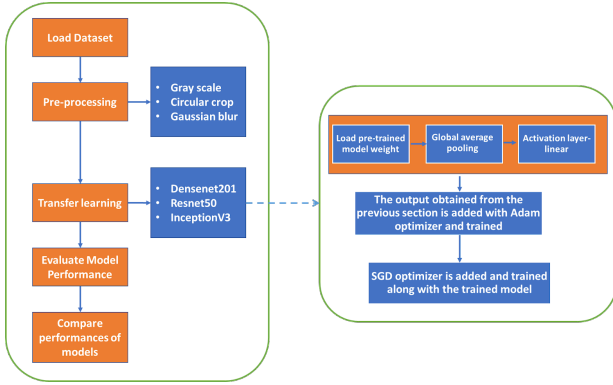 Load Dataset
Pre-processing
• Gray scale
• Circular crop
• Gaussian blur
Transfer learning
• Densenet201
• Resnet50
• InceptionV3
Evaluate Model
Performance
Compare
performances of
models
Load pre-trained
model weight
Global average
pooling
Activation layer-
linear
The output obtained from the
previous section is added with Adam
optimizer and trained
SGD optimizer is added and trained
along with the trained model